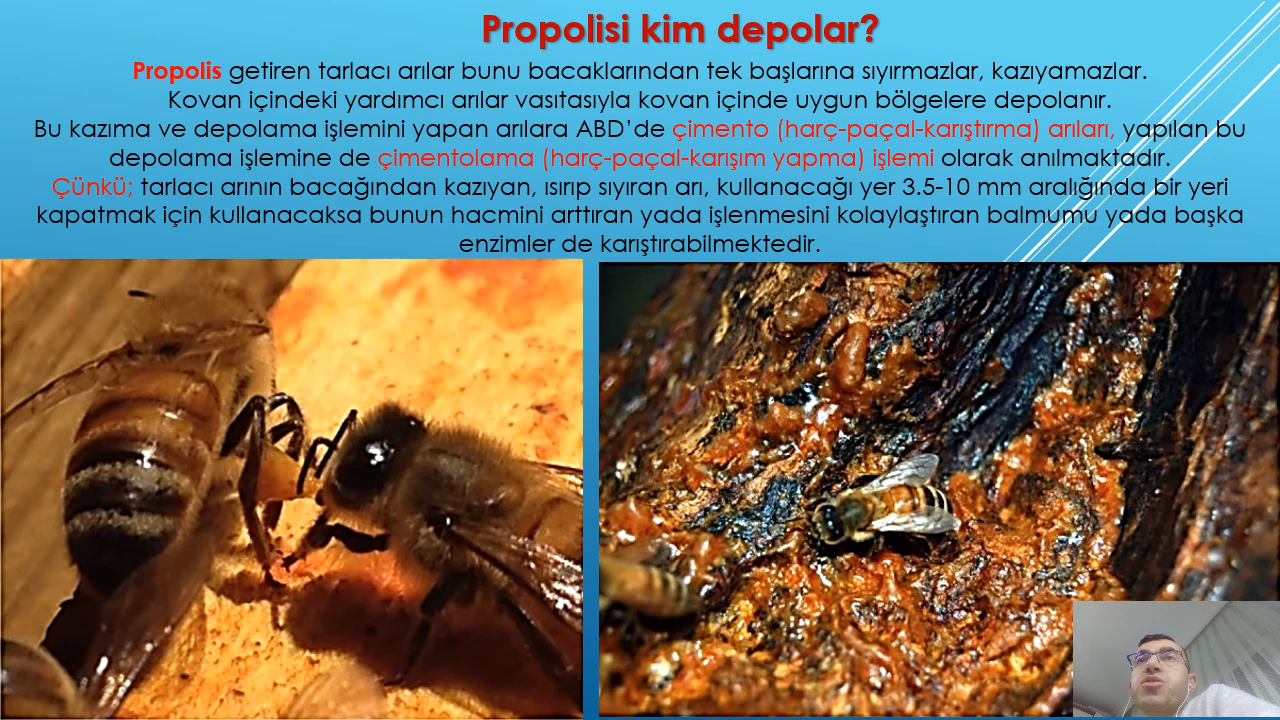 Propolisi kim depolar?
Propolis getiren tarlacı arılar bunu bacaklarından tek başlarına sıyırmazlar, kazıyamazlar.
Kovan içindeki yardımcı arılar vasıtasıyla kovan içinde uygun bölgelere depolanır.
Bu kazıma ve depolama işlemini yapan arılara ABD’de çimento (harç-paçal-karıştırma) arıları, yapılan bu
depolama işlemine de çimentolama (harç-paçal-karışım yapma) işlemi olarak anılmaktadır.
Çünkü; tarlacı arının bacağından kazıyan, ısırıp sıyıran arı, kullanacağı yer 3.5-10 mm aralığında bir yeri
kapatmak için kullanacaksa bunun hacmini arttıran yada işlenmesini kolaylaştıran balmumu yada başka
enzimler de karıştırabilmektedir.